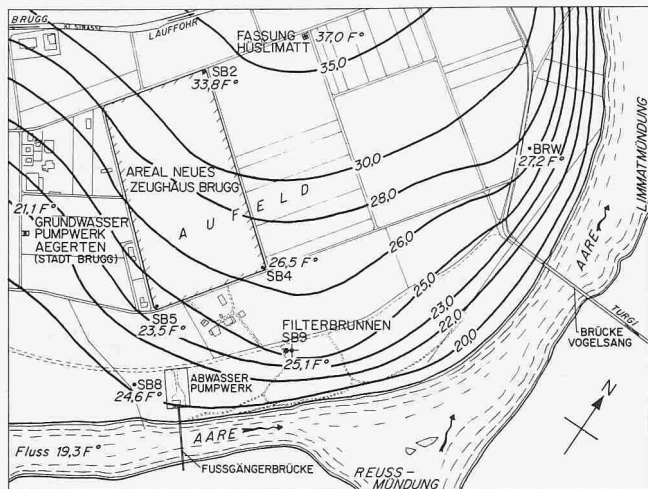 BRUGG
KT. STRASSE
LAUFFOHR
FASSUNG
HÜSLIMATT
37,0 F°
35,0
SB2
33,8 F°
BRW
27,2 F°
LIMMATMÜNDUNG
30,0
AREAL NEUES
ZEUGHAUS BRUGG
28,0
AUFELD
21,1 F°
GRUNDWASSER
PUMPWERK
AEGERTEN
(STADT BRUGG)
26,0
26,5 F°
SB4
25,0
AARE
TURGI
SB5
23,5 F°
23,0
22,0
20,0
FILTERBRUNNEN
SB9
25,1 F°
BRÜCKE
VOGELSANG
SB8
24,6 F°
ABWASSER
PUMPWERK
N
AARE
Fluss 19,3 F°
FUSSGÄNGERBRÜCKE
REUSS-
MÜNDUNG